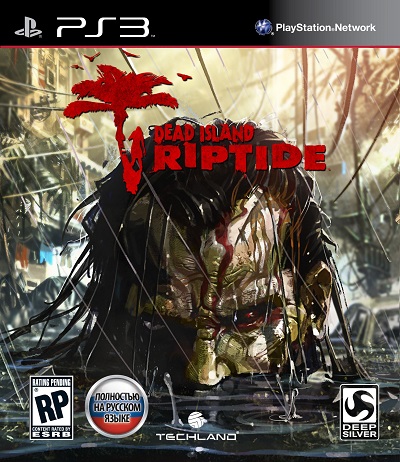 PS3
PlayStation®Network
DEAD ISLAND
RIPTIDE
RATING PENDING
RP
CONTENT RATED BY
ESRB
ПОЛНОСТЬЮ
НА РУССКОМ
ЯЗЫКЕ
TECHLAND
DEEP
SILVER